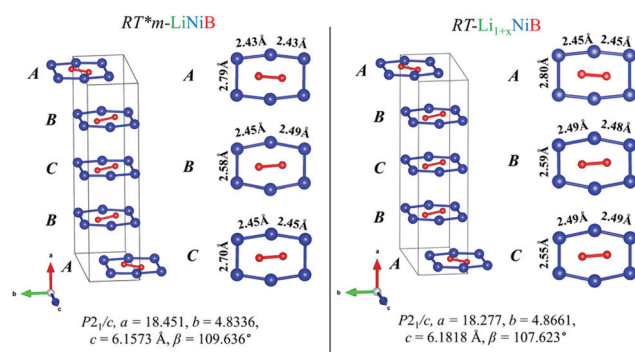 RT*m-LiNiB
2.43Å 2.43Å
A
A
2.79Å
B
2.45Å 2.49Å
C
B
2.58Å
B
2.45Å 2.45Å
A
C
2.70Å
a
b
c
P2₁/c, a = 18.451, b = 4.8336,
c = 6.1573 Å, β = 109.636°
RT-Li₁₊ₓNiB
2.45Å 2.45Å
A
2.80Å
A
B
2.49Å 2.48Å
C
2.59Å
B
B
2.49Å 2.49Å
A
2.55Å
C
a
b
c
P2₁/c, a = 18.277, b = 4.8661,
c = 6.1818 Å, β = 107.623°